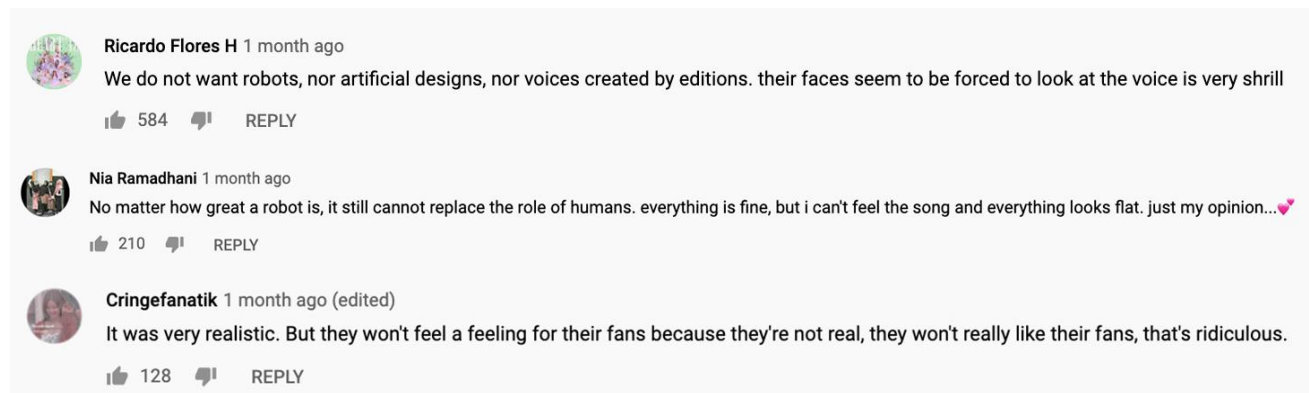 Ricardo Flores H 1 month ago
We do not want robots, nor artificial designs, nor voices created by editions. their faces seem to be forced to look at the voice is very shrill
584 REPLY
Nia Ramadhani 1 month ago
No matter how great a robot is, it still cannot replace the role of humans. everything is fine, but i can't feel the song and everything looks flat. just my opinion...💕
210 REPLY
Cringefanatik 1 month ago (edited)
It was very realistic. But they won't feel a feeling for their fans because they're not real, they won't really like their fans, that's ridiculous.
128 REPLY